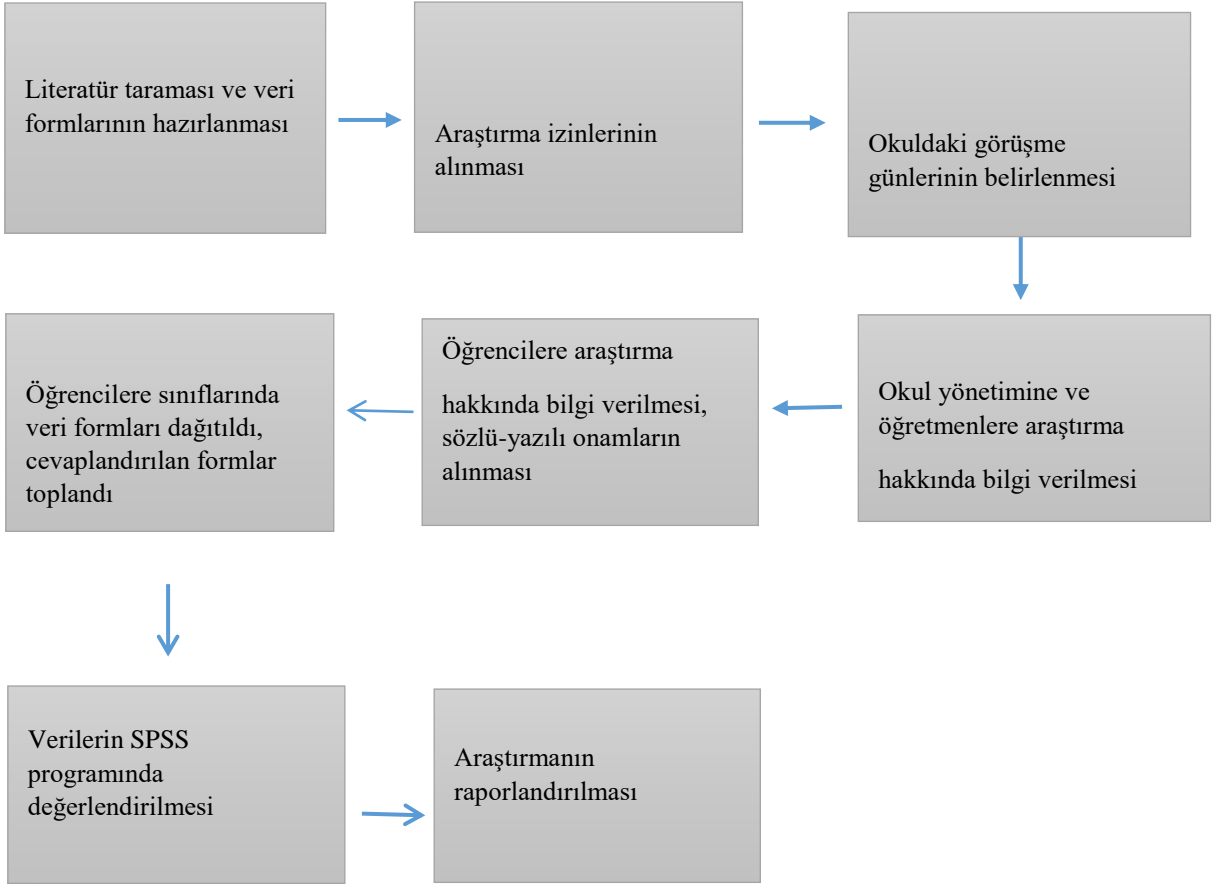 Literatür taraması ve veri
formlarının hazırlanması
Araştırma izinlerinin
alınması
Okuldaki görüşme
günlerinin belirlenmesi
Okul yönetimine ve
öğretmenlere araştırma
hakkında bilgi verilmesi
Öğrencilere araştırma
hakkında bilgi verilmesi,
sözlü-yazılı onamların
alınması
Öğrencilere sınıflarında
veri formları dağıtıldı,
cevaplandırılan formlar
toplandı
Verilerin SPSS
programında
değerlendirilmesi
Araştırmanın
raporlandırılması